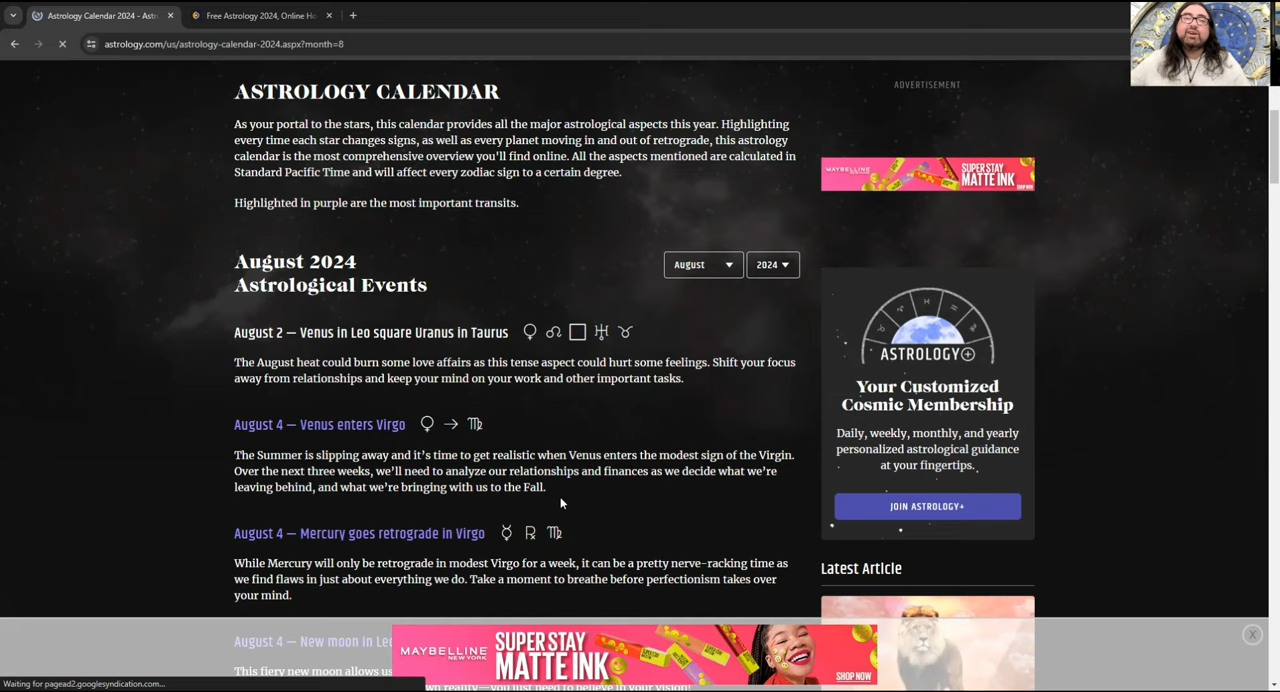 Astrology Calendar 2024 - Astr
Free Astrology 2024, Online Ho
astrology.com/us/astrology-calendar-2024.aspx?month=8
ASTROLOGY CALENDAR
As your portal to the stars, this calendar provides all the major astrological aspects this year. Highlighting
every time each star changes signs, as well as every planet moving in and out of retrograde, this astrology
calendar is the most comprehensive overview you'll find online. All the aspects mentioned are calculated in
Standard Pacific Time and will affect every zodiac sign to a certain degree.
Highlighted in purple are the most important transits.
August 2024
Astrological Events
August
2024
August 2 — Venus in Leo square Uranus in Taurus
The August heat could burn some love affairs as this tense aspect could hurt some feelings. Shift your focus
away from relationships and keep your mind on your work and other important tasks.
August 4 — Venus enters Virgo
The Summer is slipping away and it's time to get realistic when Venus enters the modest sign of the Virgin.
Over the next three weeks, we'll need to analyze our relationships and finances as we decide what we're
leaving behind, and what we're bringing with us to the Fall.
August 4 — Mercury goes retrograde in Virgo
While Mercury will only be retrograde in modest Virgo for a week, it can be a pretty nerve-racking time as
we find flaws in just about everything we do. Take a moment to breathe before perfectionism takes over
your mind.
August 4 — New moon in Leo
This fiery new moon allows us
own reality—you just need to believe in your vision!
ADVERTISEMENT
MAYBELLINE
SUPER STAY
MATTE INK
SHOP NOW
ASTROLOGY+
Your Customized
Cosmic Membership
Daily, weekly, monthly, and yearly
personalized astrological guidance
at your fingertips.
JOIN ASTROLOGY+
Latest Article
MAYBELLINE
NEW YORK
SUPER STAY
MATTE INK
SHOP NOW
X
Waiting for pagead2.googlesyndication.com...